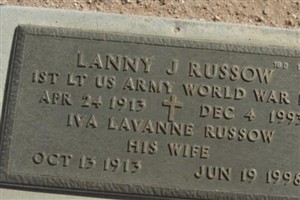 LANNY J RUSSOW
1ST LT US ARMY WORLD WAR
APR 24 1913 DEC 4 1993
IVA LAVANNE RUSSOW
HIS WIFE
OCT 13 1913 JUN 19 1998